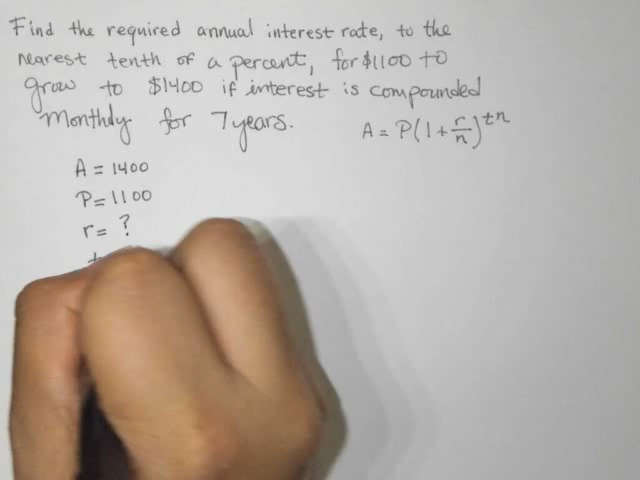 Find the required annual interest rate, to the
nearest tenth of a percent, for $1100 to
grow to $1400 if interest is compounded
Monthly for 7 years.
A = P(1 + r/n)^tn
A = 1400
P = 1100
r = ?
t